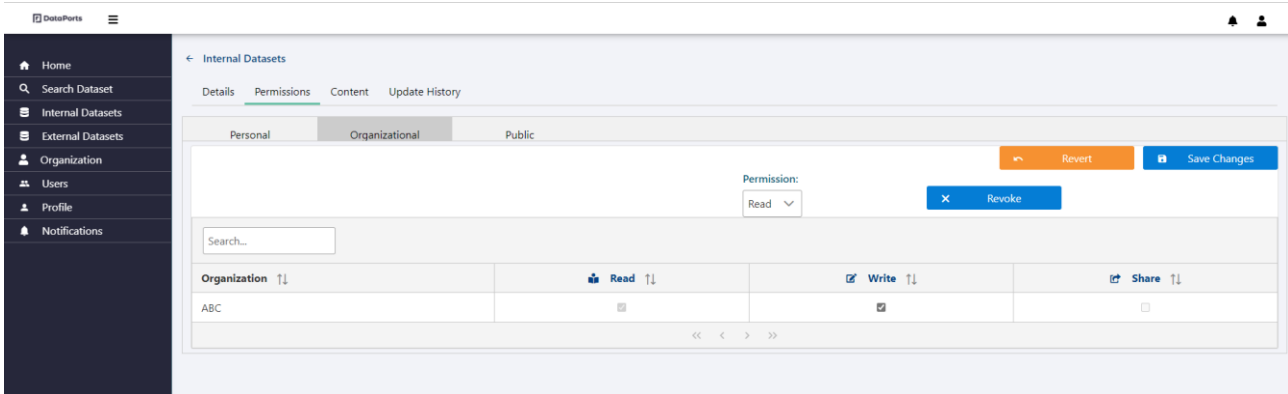 DataPorts
Home
Search Dataset
Internal Datasets
External Datasets
Organization
Users
Profile
Notifications
Internal Datasets
Details Permissions Content Update History
Personal Organizational Public
Revert Save Changes
Permission:
Read Revoke
Search...
Organization Read Write Share
ABC